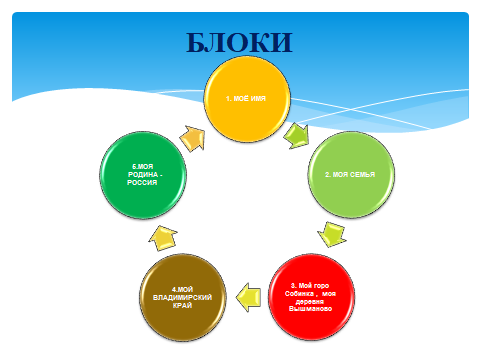 БЛОКИ
1. МОЁ ИМЯ
2. МОЯ СЕМЬЯ
3. Мой горо
Собинка , моя
деревня
Вышманово
4.МОЙ
ВЛАДИМИРСКИЙ
КРАЙ
5.МОЯ
РОДИНА -
РОССИЯ